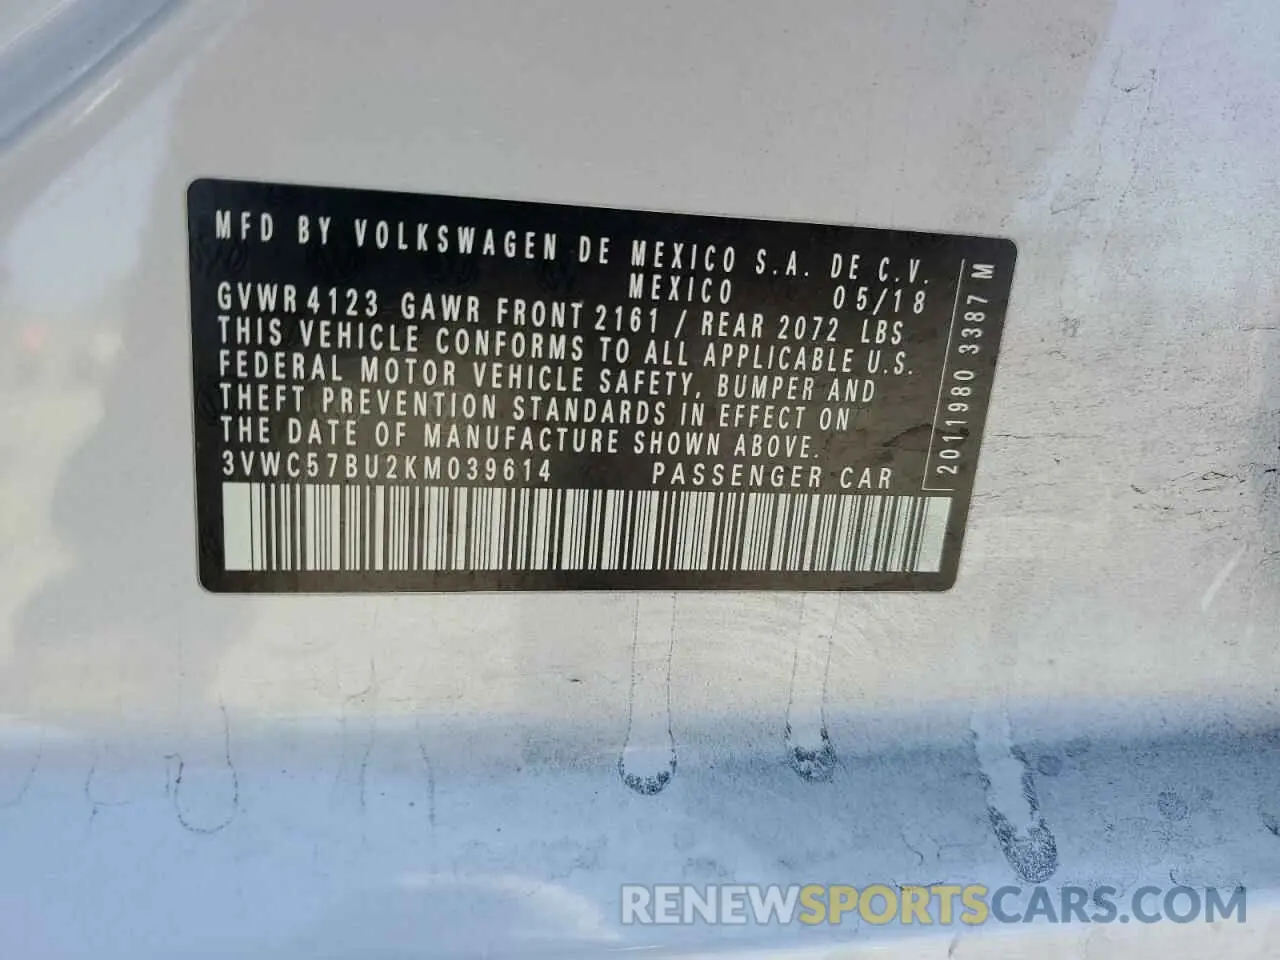 MFD BY VOLKSWAGEN DE MEXICO S.A. DE C.V.
MEXICO 05/18
GVWR 4123 GAWR FRONT 2161 / REAR 2072 LBS
THIS VEHICLE CONFORMS TO ALL APPLICABLE U.S.
FEDERAL MOTOR VEHICLE SAFETY, BUMPER AND
THEFT PREVENTION STANDARDS IN EFFECT ON
THE DATE OF MANUFACTURE SHOWN ABOVE.
3VWC57BU2KM039614 PASSENGER CAR
2011980 3387 M
RENEWSPORTSCARS.COM